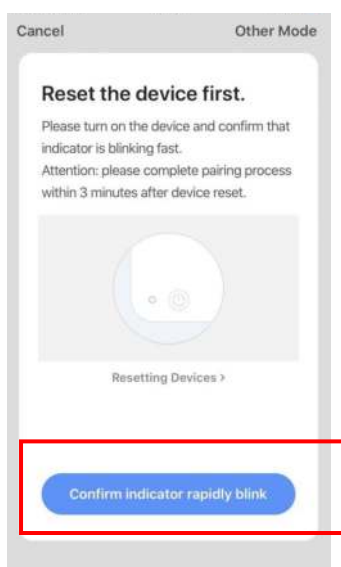 Cancel Other Mode
Reset the device first.
Please turn on the device and confirm that
indicator is blinking fast.
Attention: please complete pairing process
within 3 minutes after device reset.
Resetting Devices >
Confirm indicator rapidly blink